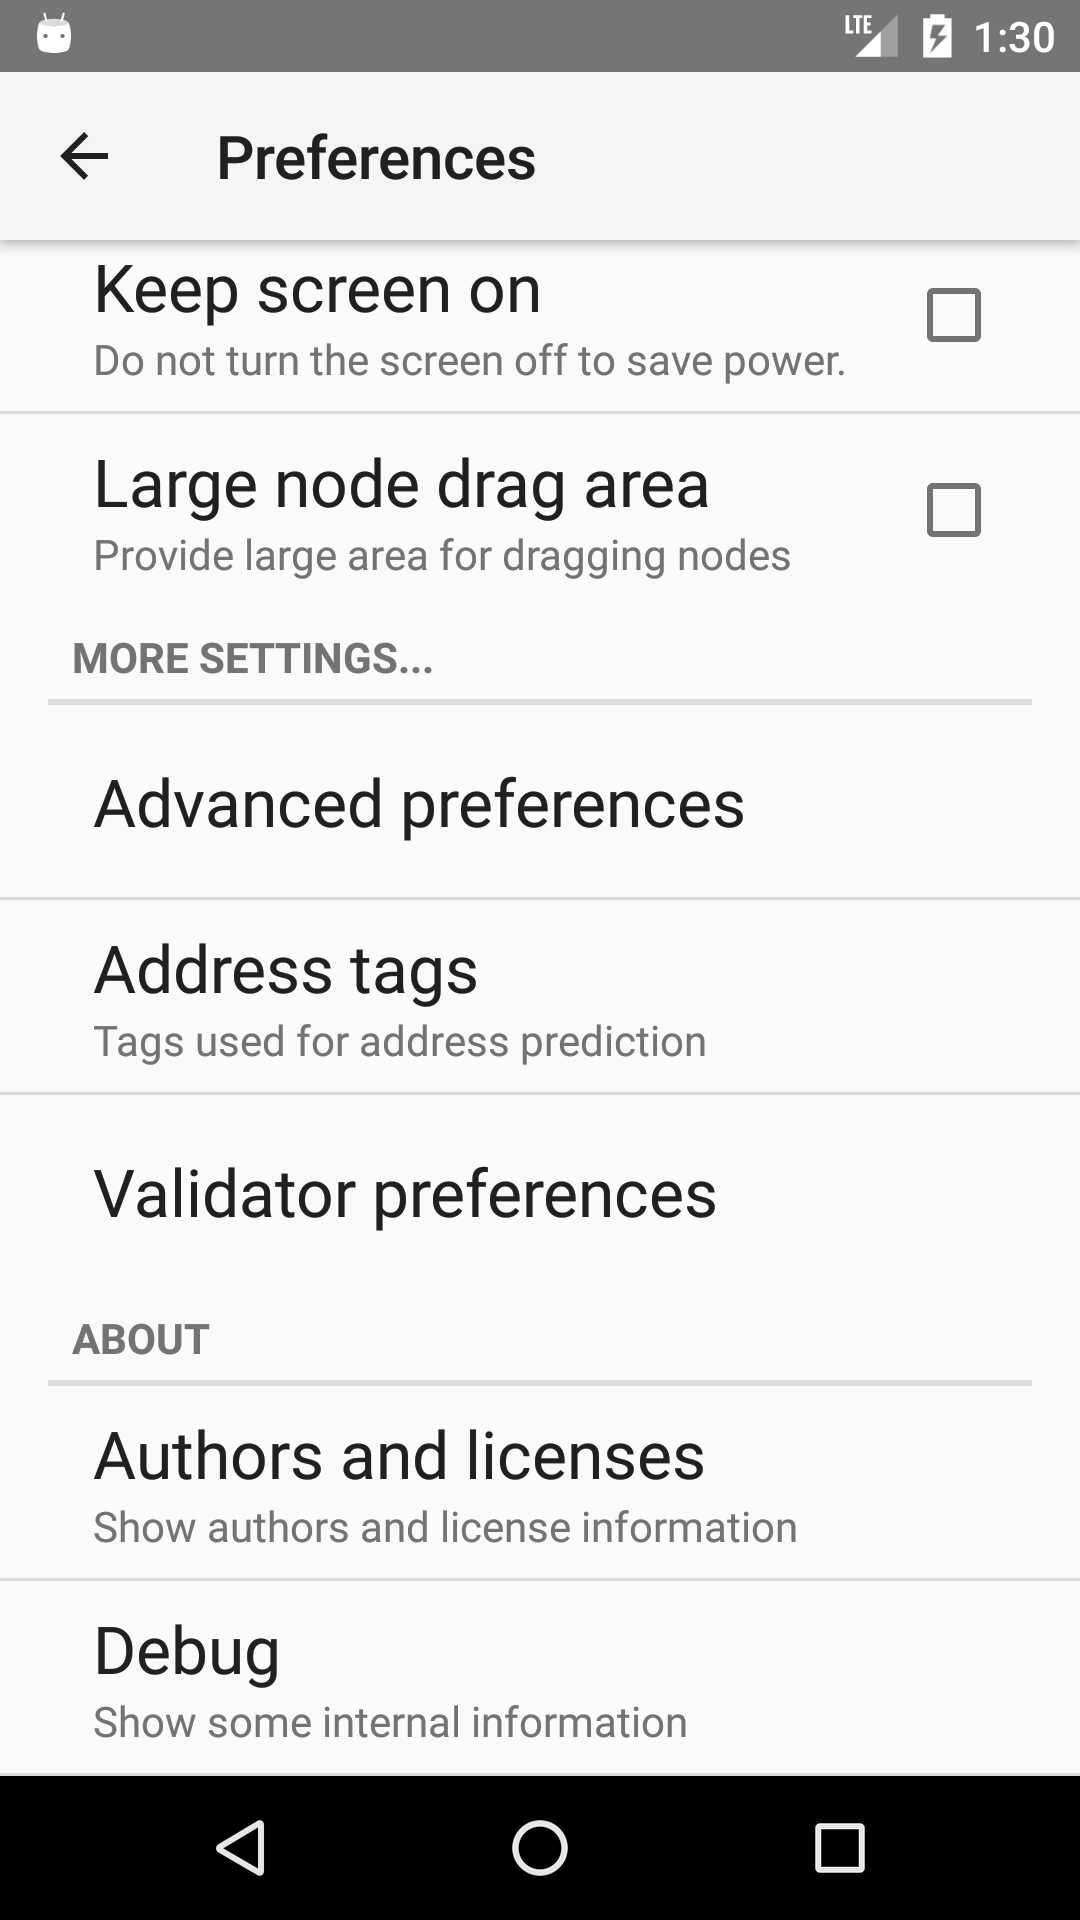 LTE 1:30
Preferences
Keep screen on
Do not turn the screen off to save power.
Large node drag area
Provide large area for dragging nodes
MORE SETTINGS...
Advanced preferences
Address tags
Tags used for address prediction
Validator preferences
ABOUT
Authors and licenses
Show authors and license information
Debug
Show some internal information